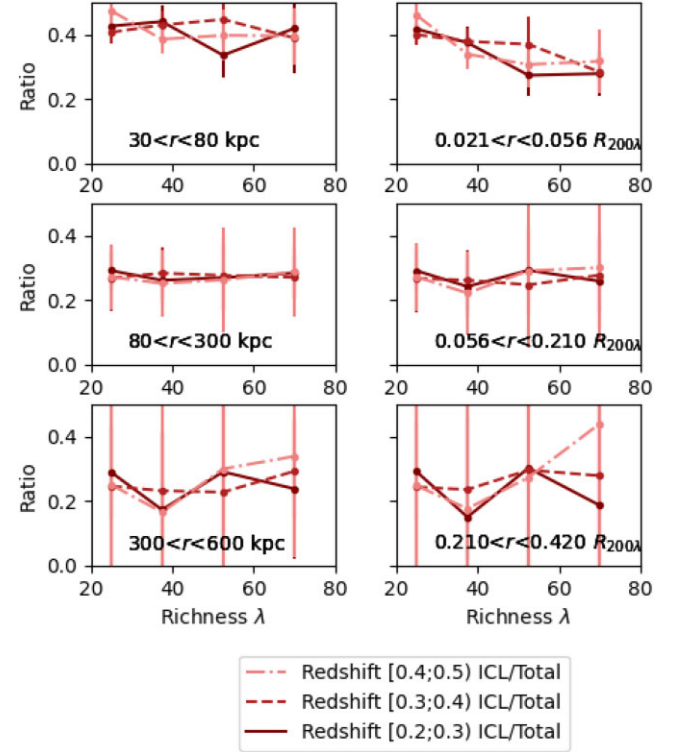 0.4
0.2
0.0
Ratio
20 40 60 80
30<r<80 kpc
20 40 60 80
0.021<r<0.056 R200λ
0.4
0.2
0.0
Ratio
20 40 60 80
80<r<300 kpc
20 40 60 80
0.056<r<0.210 R200λ
0.4
0.2
0.0
Ratio
20 40 60 80
300<r<600 kpc
20 40 60 80
0.210<r<0.420 R200λ
Richness λ
Richness λ
Redshift [0.4;0.5) ICL/Total
Redshift [0.3;0.4) ICL/Total
Redshift [0.2;0.3) ICL/Total